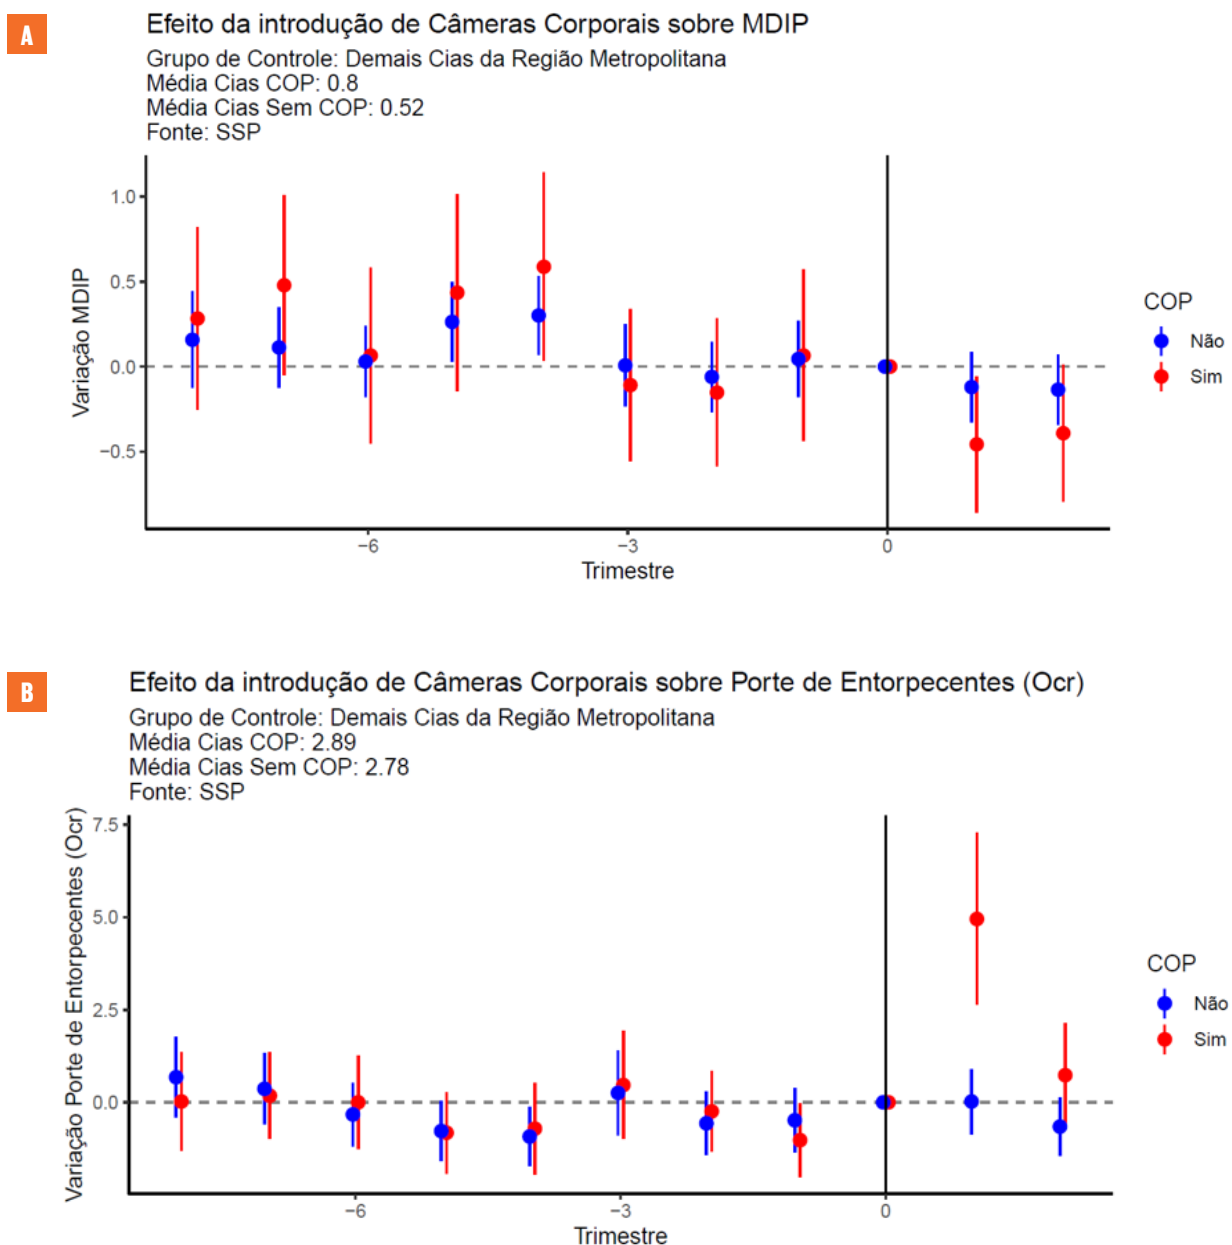 A
Efeito da introdução de Câmeras Corporais sobre MDIP
Grupo de Controle: Demais Cias da Região Metropolitana
Média Cias COP: 0.8
Média Cias Sem COP: 0.52
Fonte: SSP
1.0
0.5
0.0
−0.5
Variação MDIP
−6
−3
0
Trimestre
COP
Não
Sim
B
Efeito da introdução de Câmeras Corporais sobre Porte de Entorpecentes (Ocr)
Grupo de Controle: Demais Cias da Região Metropolitana
Média Cias COP: 2.89
Média Cias Sem COP: 2.78
Fonte: SSP
7.5
5.0
2.5
0.0
Variação Porte de Entorpecentes (Ocr)
−6
−3
0
Trimestre
COP
Não
Sim